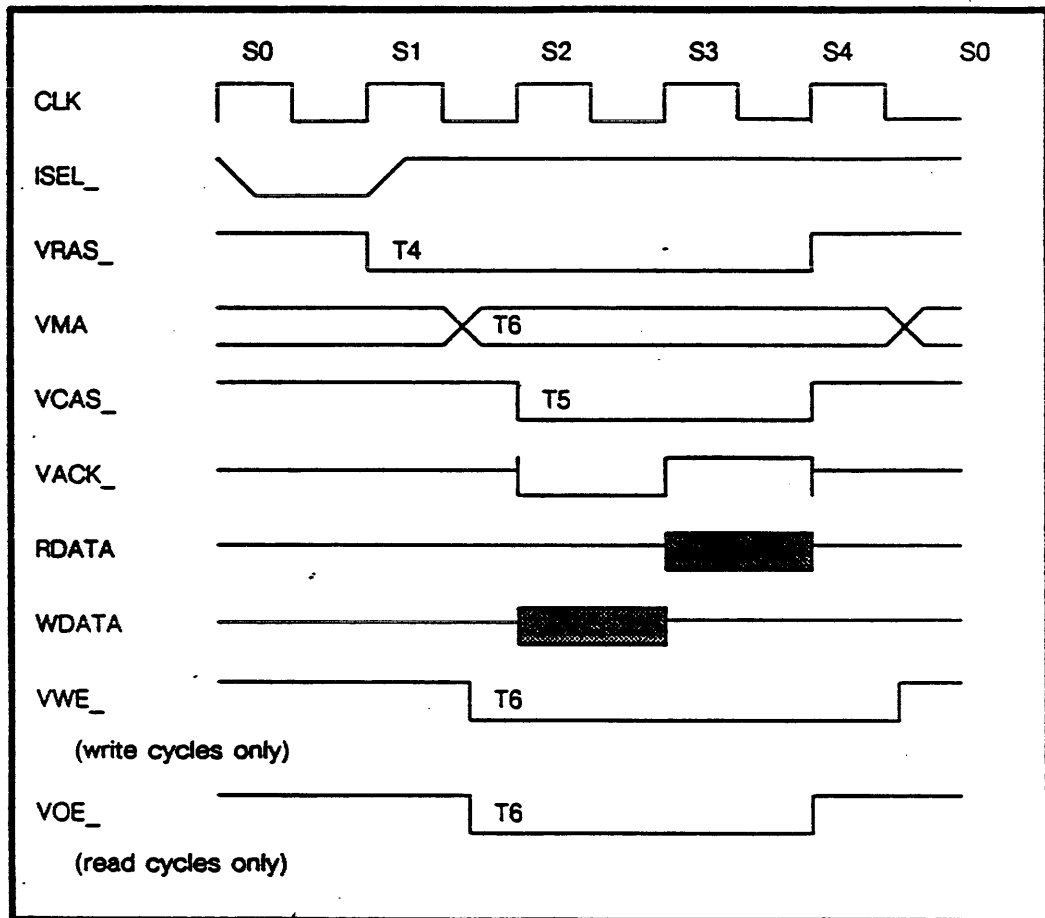 S0 S1 S2 S3 S4 S0
CLK
ISEL_
VRAS_ T4
VMA T6
VCAS_ T5
VACK_
RDATA
WDATA
VWE_ T6
(write cycles only)
VOE_ T6
(read cycles only)